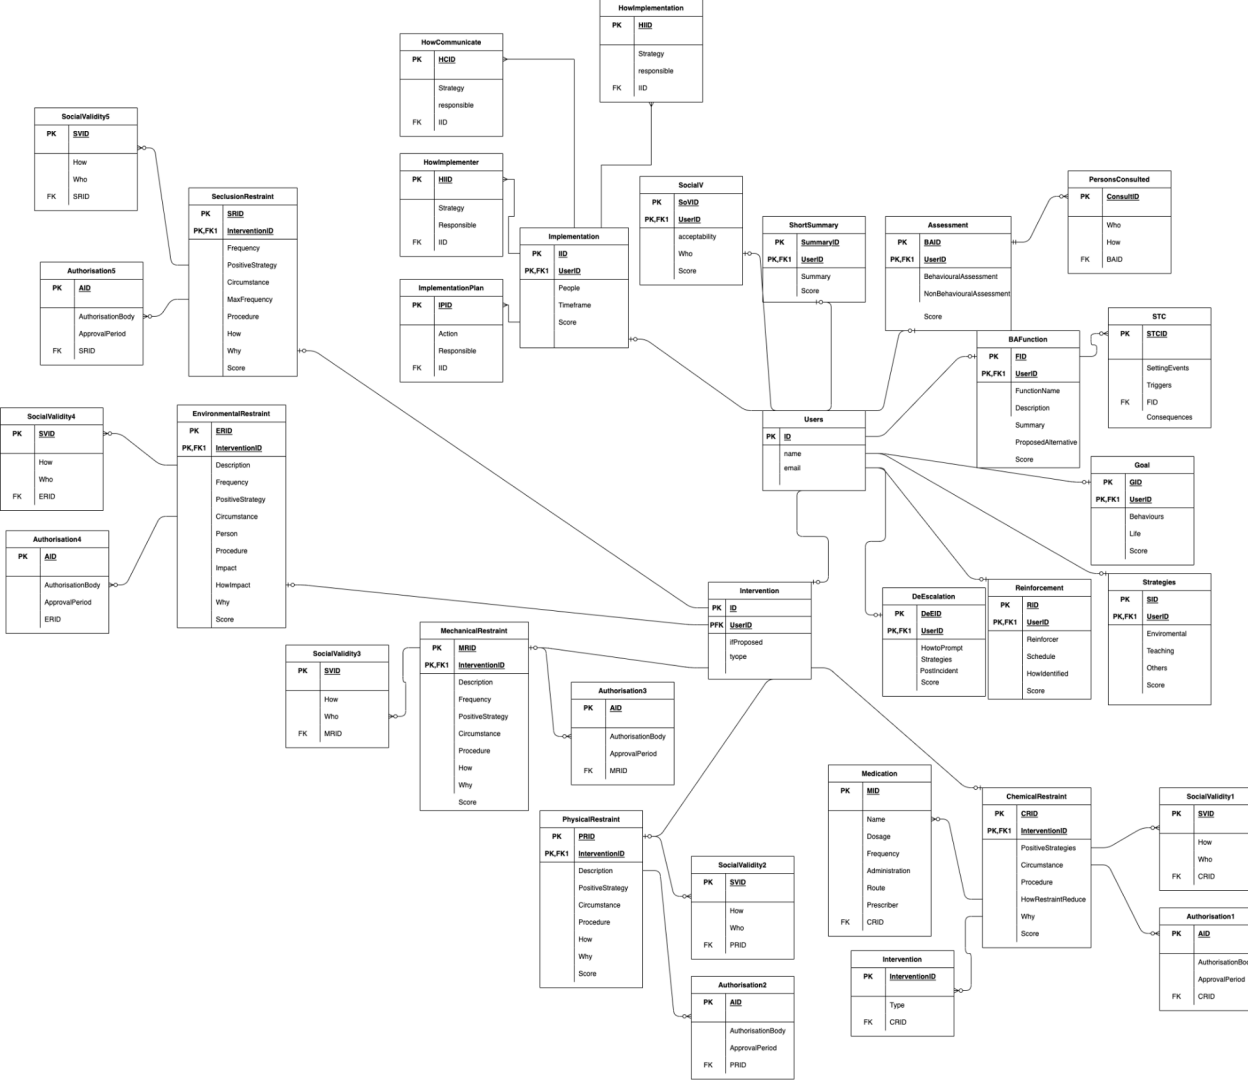 HowImplementation
PK HIID
Strategy
responsible
FK IID
HowCommunicate
PK HCID
Strategy
responsible
FK IID
SocialValidity5
PK SVID
How
Who
FK SRID
HowImplementer
PK HIID
Strategy
Responsible
FK IID
SocialV
PK SoVID
PK,FK1 UserID
acceptability
Who
Score
PersonsConsulted
PK ConsultID
Who
How
FK BAID
SeclusionRestraint
PK SRID
PK,FK1 InterventionID
Frequency
PositiveStrategy
Circumstance
MaxFrequency
Procedure
How
Why
Score
ShortSummary
PK SummaryID
PK,FK1 UserID
Summary
Score
Assessment
PK BAID
PK,FK1 UserID
BehaviouralAssessment
NonBehaviouralAssessment
Score
Implementation
PK IID
PK,FK1 UserID
People
Timeframe
Score
Authorisation5
PK AID
AuthorisationBody
ApprovalPeriod
FK SRID
ImplementationPlan
PK IPID
Action
Responsible
FK IID
STC
PK STCID
SettingEvents
Triggers
FK FID
Consequences
BAFunction
PK FID
PK,FK1 UserID
FunctionName
Description
Summary
ProposedAlternative
Score
SocialValidity4
PK SVID
How
Who
FK ERID
EnvironmentalRestraint
PK ERID
PK,FK1 InterventionID
Description
Frequency
PositiveStrategy
Circumstance
Person
Procedure
Impact
HowImpact
Why
Score
Users
PK ID
name
email
Goal
PK GID
PK,FK1 UserID
Behaviours
Life
Score
Authorisation4
PK AID
AuthorisationBody
ApprovalPeriod
ERID
Intervention
PK ID
PFK UserID
ifProposed
tyope
DeEscalation
PK DeEID
PK,FK1 UserID
HowtoPrompt
Strategies
PostIncident
Score
Reinforcement
PK RID
PK,FK1 UserID
Reinforcer
Schedule
HowIdentified
Score
Strategies
PK SID
PK,FK1 UserID
Enviromental
Teaching
Others
Score
MechanicalRestraint
PK MRID
PK,FK1 InterventionID
Description
Frequency
PositiveStrategy
Circumstance
Procedure
How
Why
Score
SocialValidity3
PK SVID
How
Who
FK MRID
Authorisation3
PK AID
AuthorisationBody
ApprovalPeriod
FK MRID
Medication
PK MID
Name
Dosage
Frequency
Administration
Route
Prescriber
FK CRID
ChemicalRestraint
PK CRID
PK,FK1 InterventionID
PositiveStrategies
Circumstance
Procedure
HowRestraintReduce
Why
Score
SocialValidity1
PK SVID
How
Who
FK CRID
PhysicalRestraint
PK PRID
PK,FK1 InterventionID
Description
PositiveStrategy
Circumstance
Procedure
How
Why
Score
SocialValidity2
PK SVID
How
Who
FK PRID
Authorisation1
PK AID
AuthorisationBo
ApprovalPeriod
FK CRID
Intervention
PK InterventionID
Type
FK CRID
Authorisation2
PK AID
AuthorisationBody
ApprovalPeriod
FK PRID